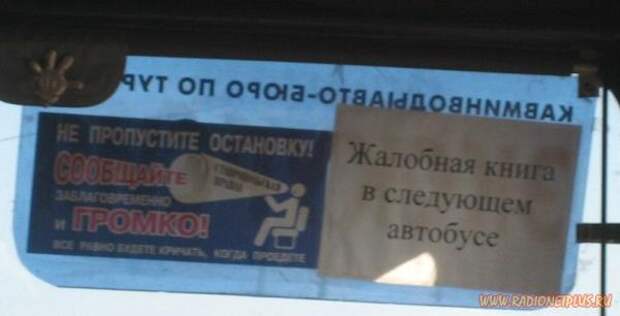 КАВМИНВОДЫАВТО-БЮРО ПО ТУР
НЕ ПРОПУСТИТЕ ОСТАНОВКУ!
СООБЩАЙТЕ
ЗАБЛАГОВРЕМЕННО
И ГРОМКО!
ВСЕ РАВНО БУДЕТЕ КРИЧАТЬ, КОГДА ПРОЕДЕТЕ
Жалобная книга
в следующем
автобусе
WWW.RADIONETPLUS.RU